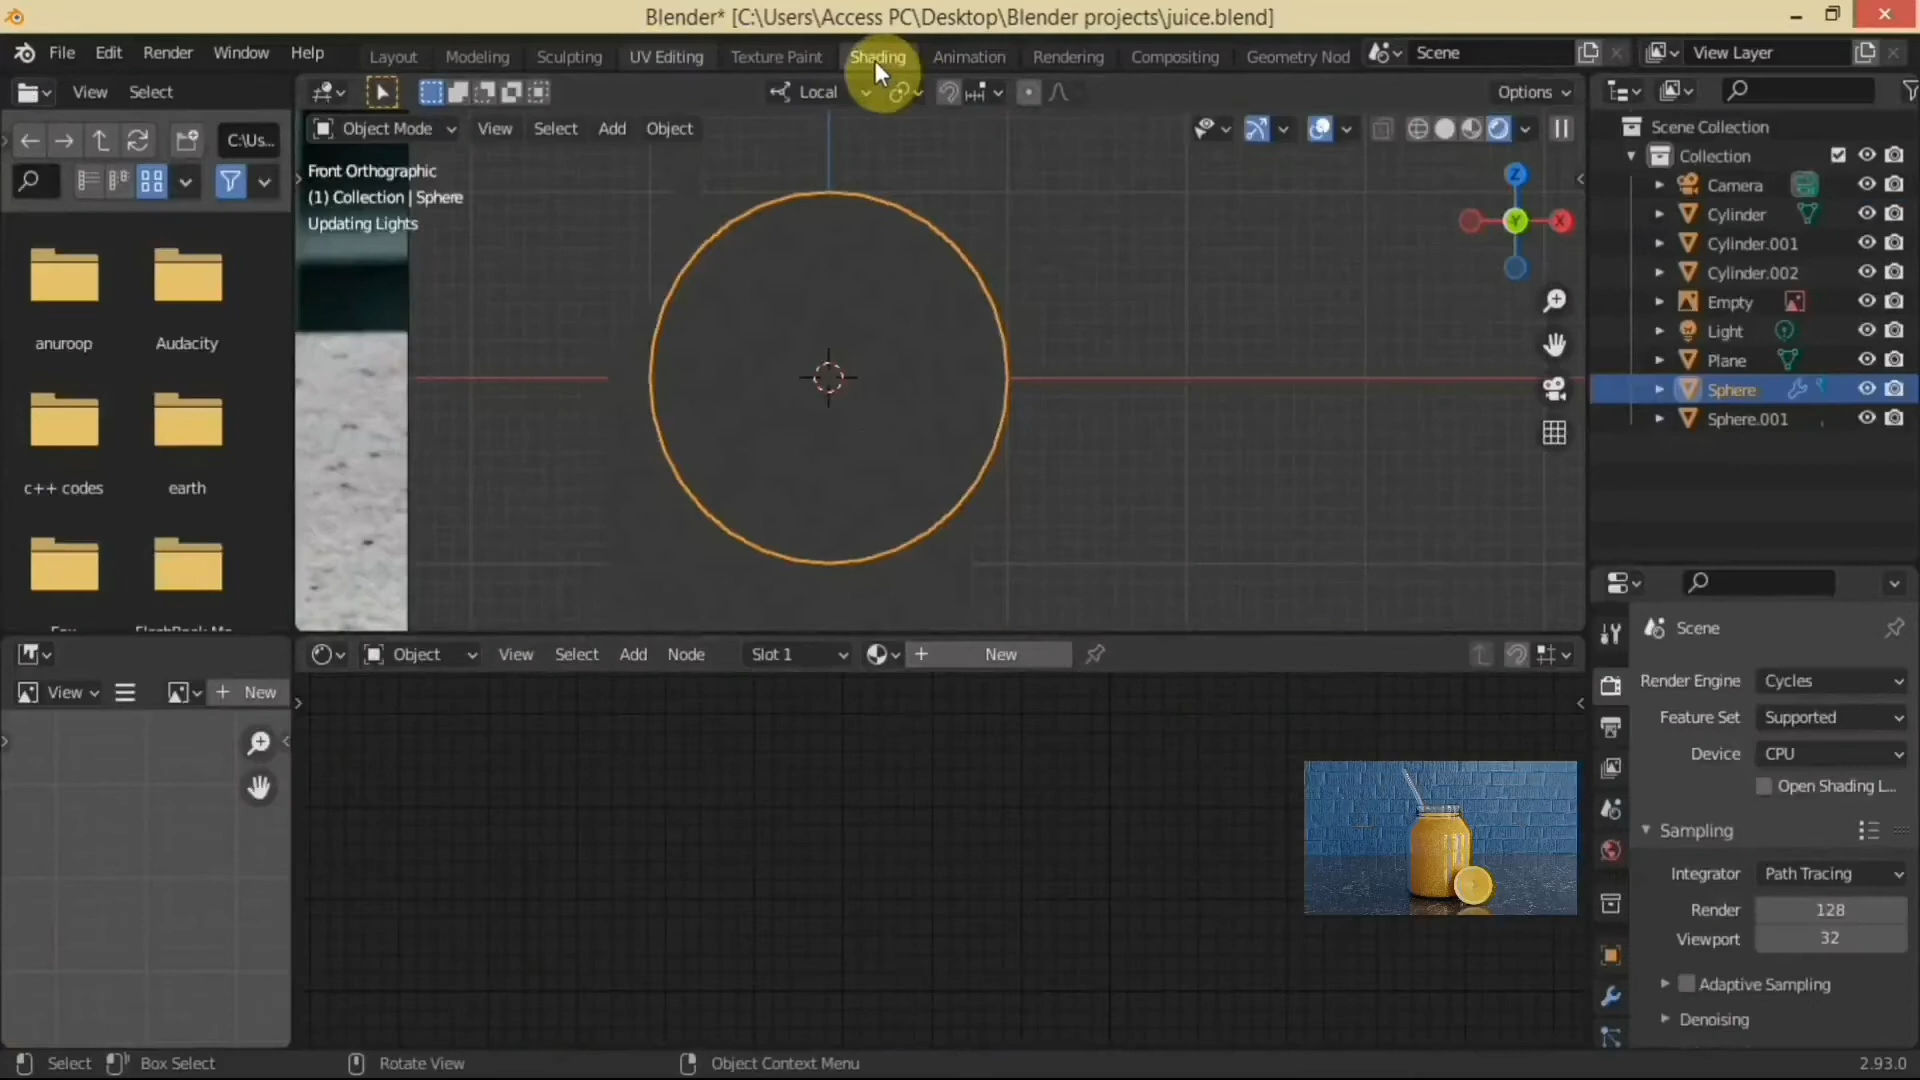 Blender* [C:\Users\Access PC\Desktop\Blender projects\juice.blend]
File Edit Render Window Help
Layout Modeling Sculpting UV Editing Texture Paint Shading Animation Rendering Compositing Geometry Nod
Scene
View Layer
View Select
Local
Options
Object Mode View Select Add Object
C:\Us...
Front Orthographic
(1) Collection | Sphere
Updating Lights
Z
Y
X
anuroop
Audacity
c++ codes
earth
Scene Collection
Collection
Camera
Cylinder
Cylinder.001
Cylinder.002
Empty
Light
Plane
Sphere
Sphere.001
Object View Select Add Node Slot 1 New
View New
Scene
Render Engine Cycles
Feature Set Supported
Device CPU
Open Shading L...
Sampling
Integrator Path Tracing
Render 128
Viewport 32
Adaptive Sampling
Denoising
Select Box Select Rotate View Object Context Menu 2.93.0